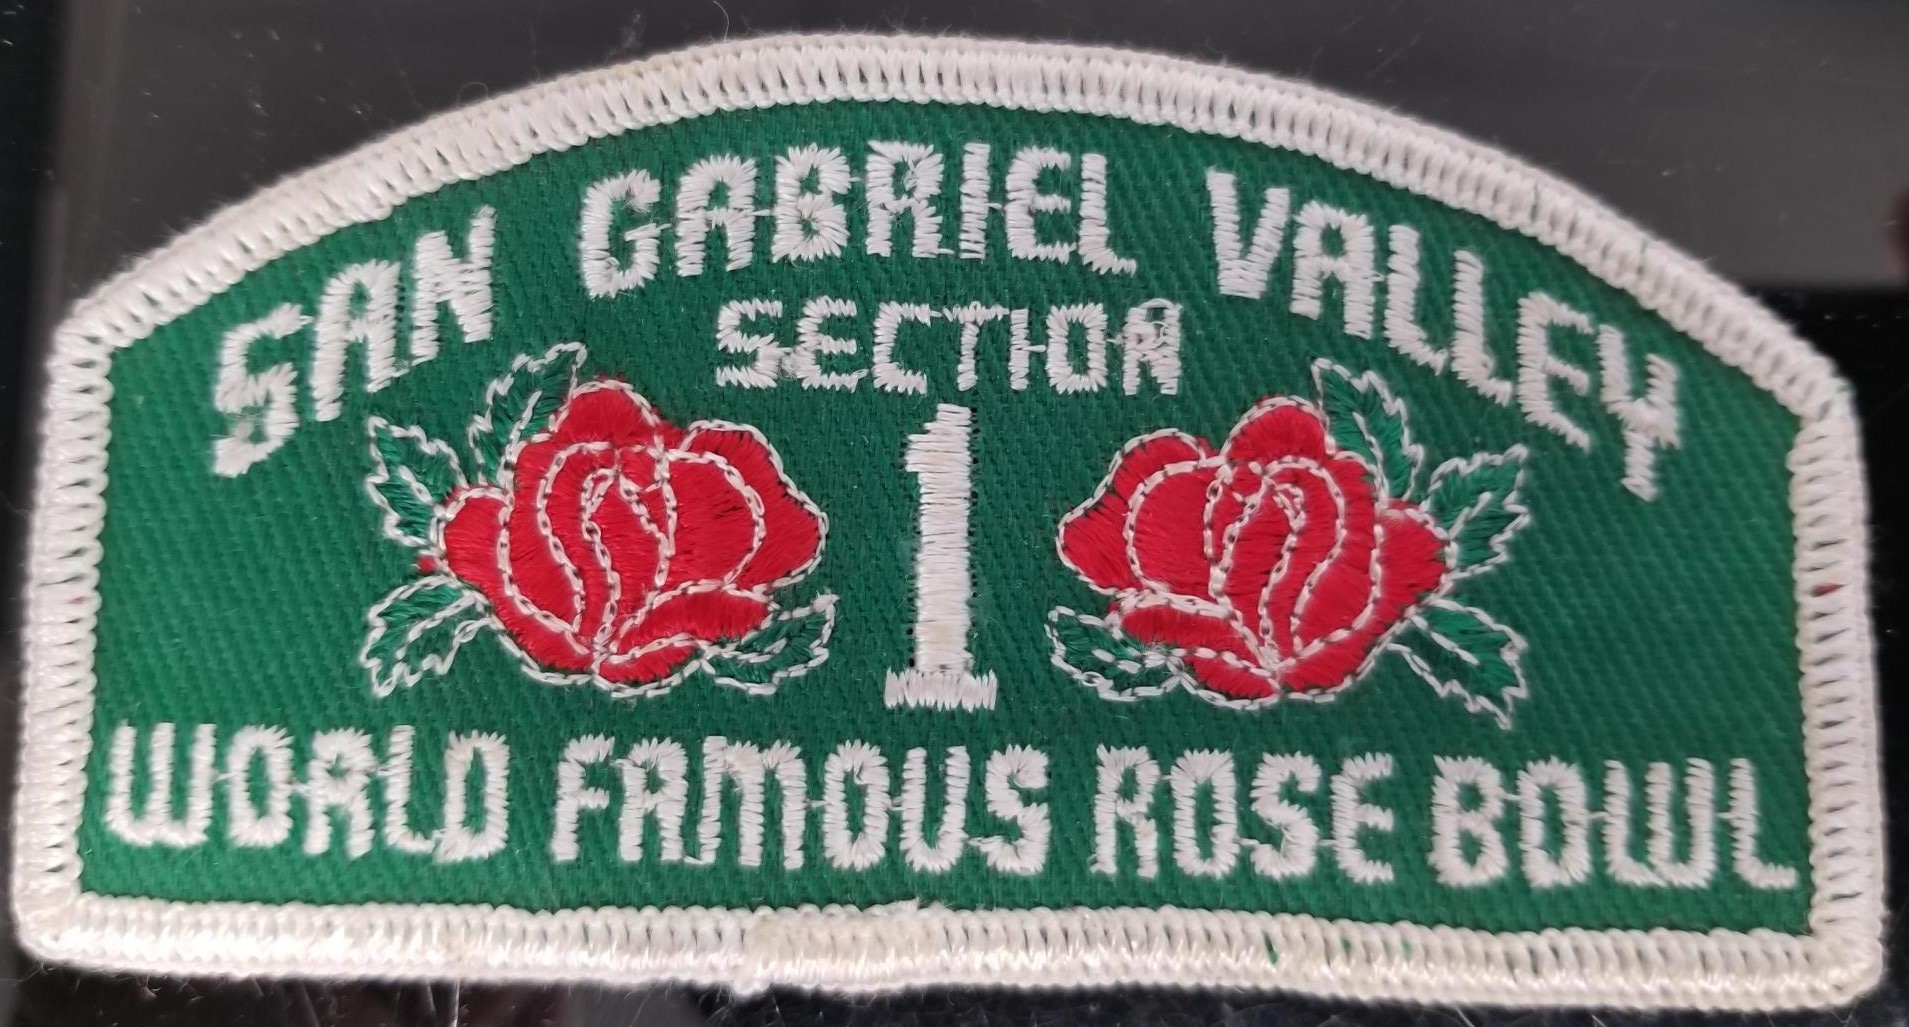 SAN GABRIEL VALLEY
SECTION
1
WORLD FAMOUS ROSE BOWL